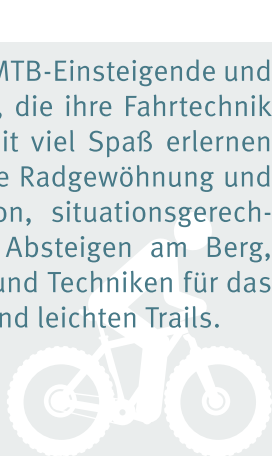 MTB-Einsteigende und
, die ihre Fahrtechnik
it viel Spaß erlernen
e Radgewöhnung und
on, situationsgerech-
Absteigen am Berg,
und Techniken für das
nd leichten Trails.